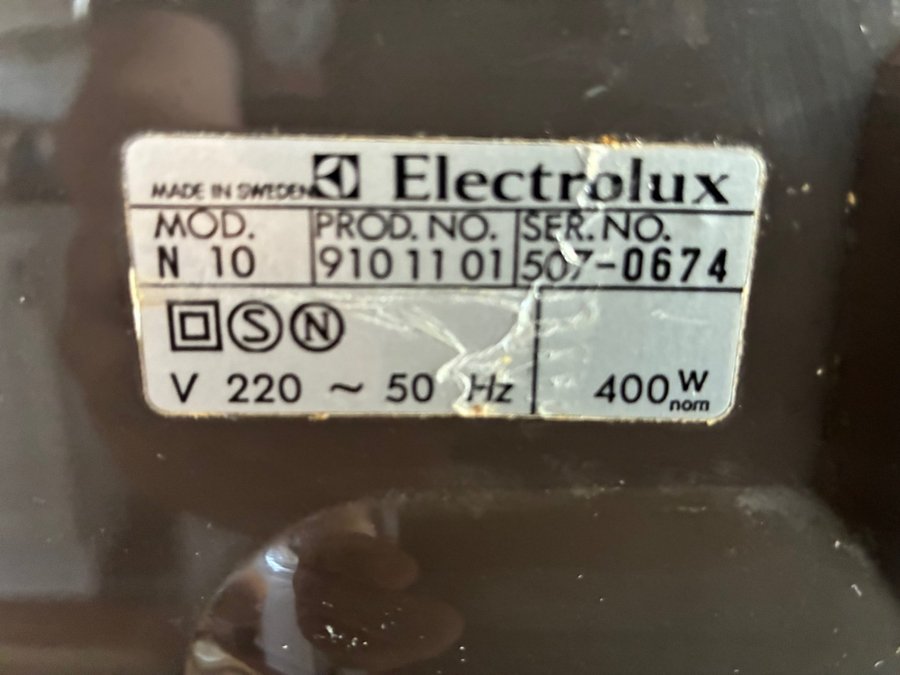 MADE IN SWEDEN Electrolux
MOD. PROD. NO. SER. NO.
N 10 910 11 01 507-0674
S N
V 220 ~ 50 Hz 400 W nom